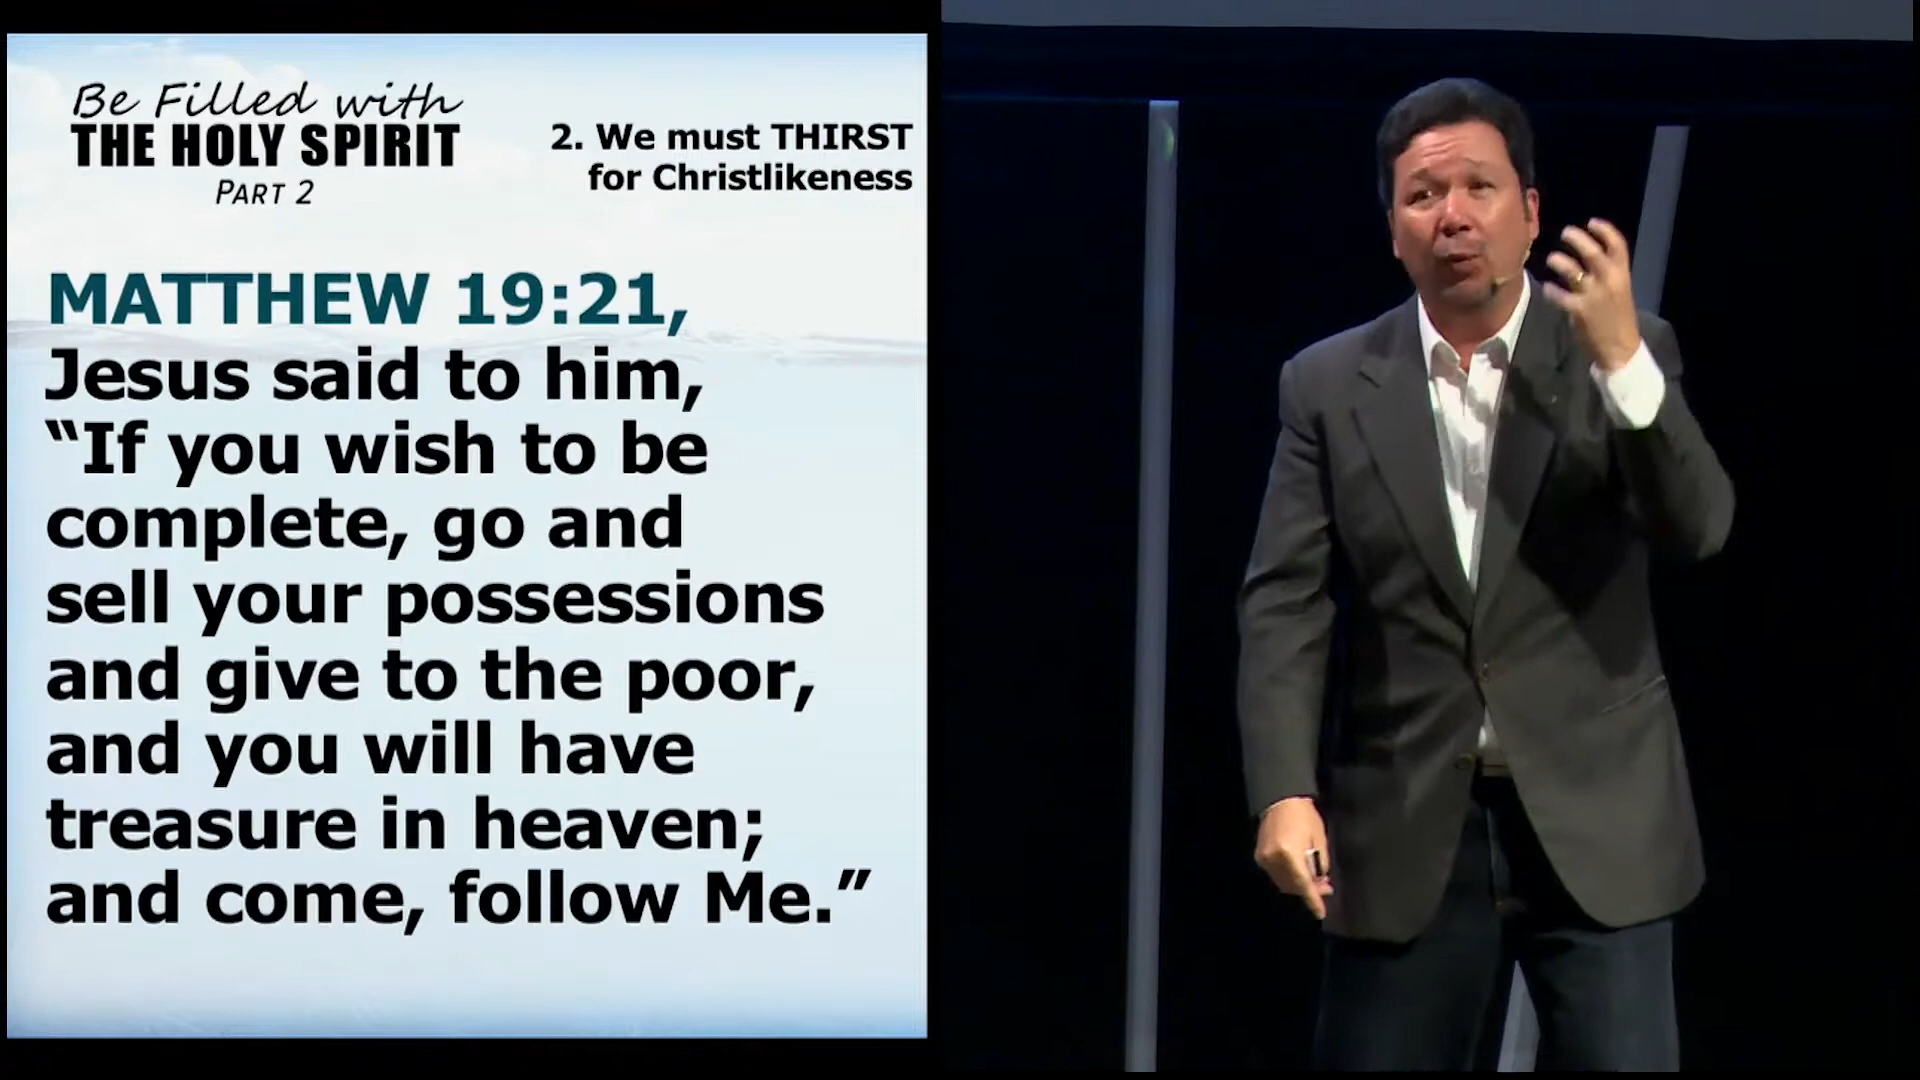 Be Filled with
THE HOLY SPIRIT
PART 2
2. We must THIRST
for Christlikeness
MATTHEW 19:21,
Jesus said to him,
“If you wish to be
complete, go and
sell your possessions
and give to the poor,
and you will have
treasure in heaven;
and come, follow Me.”